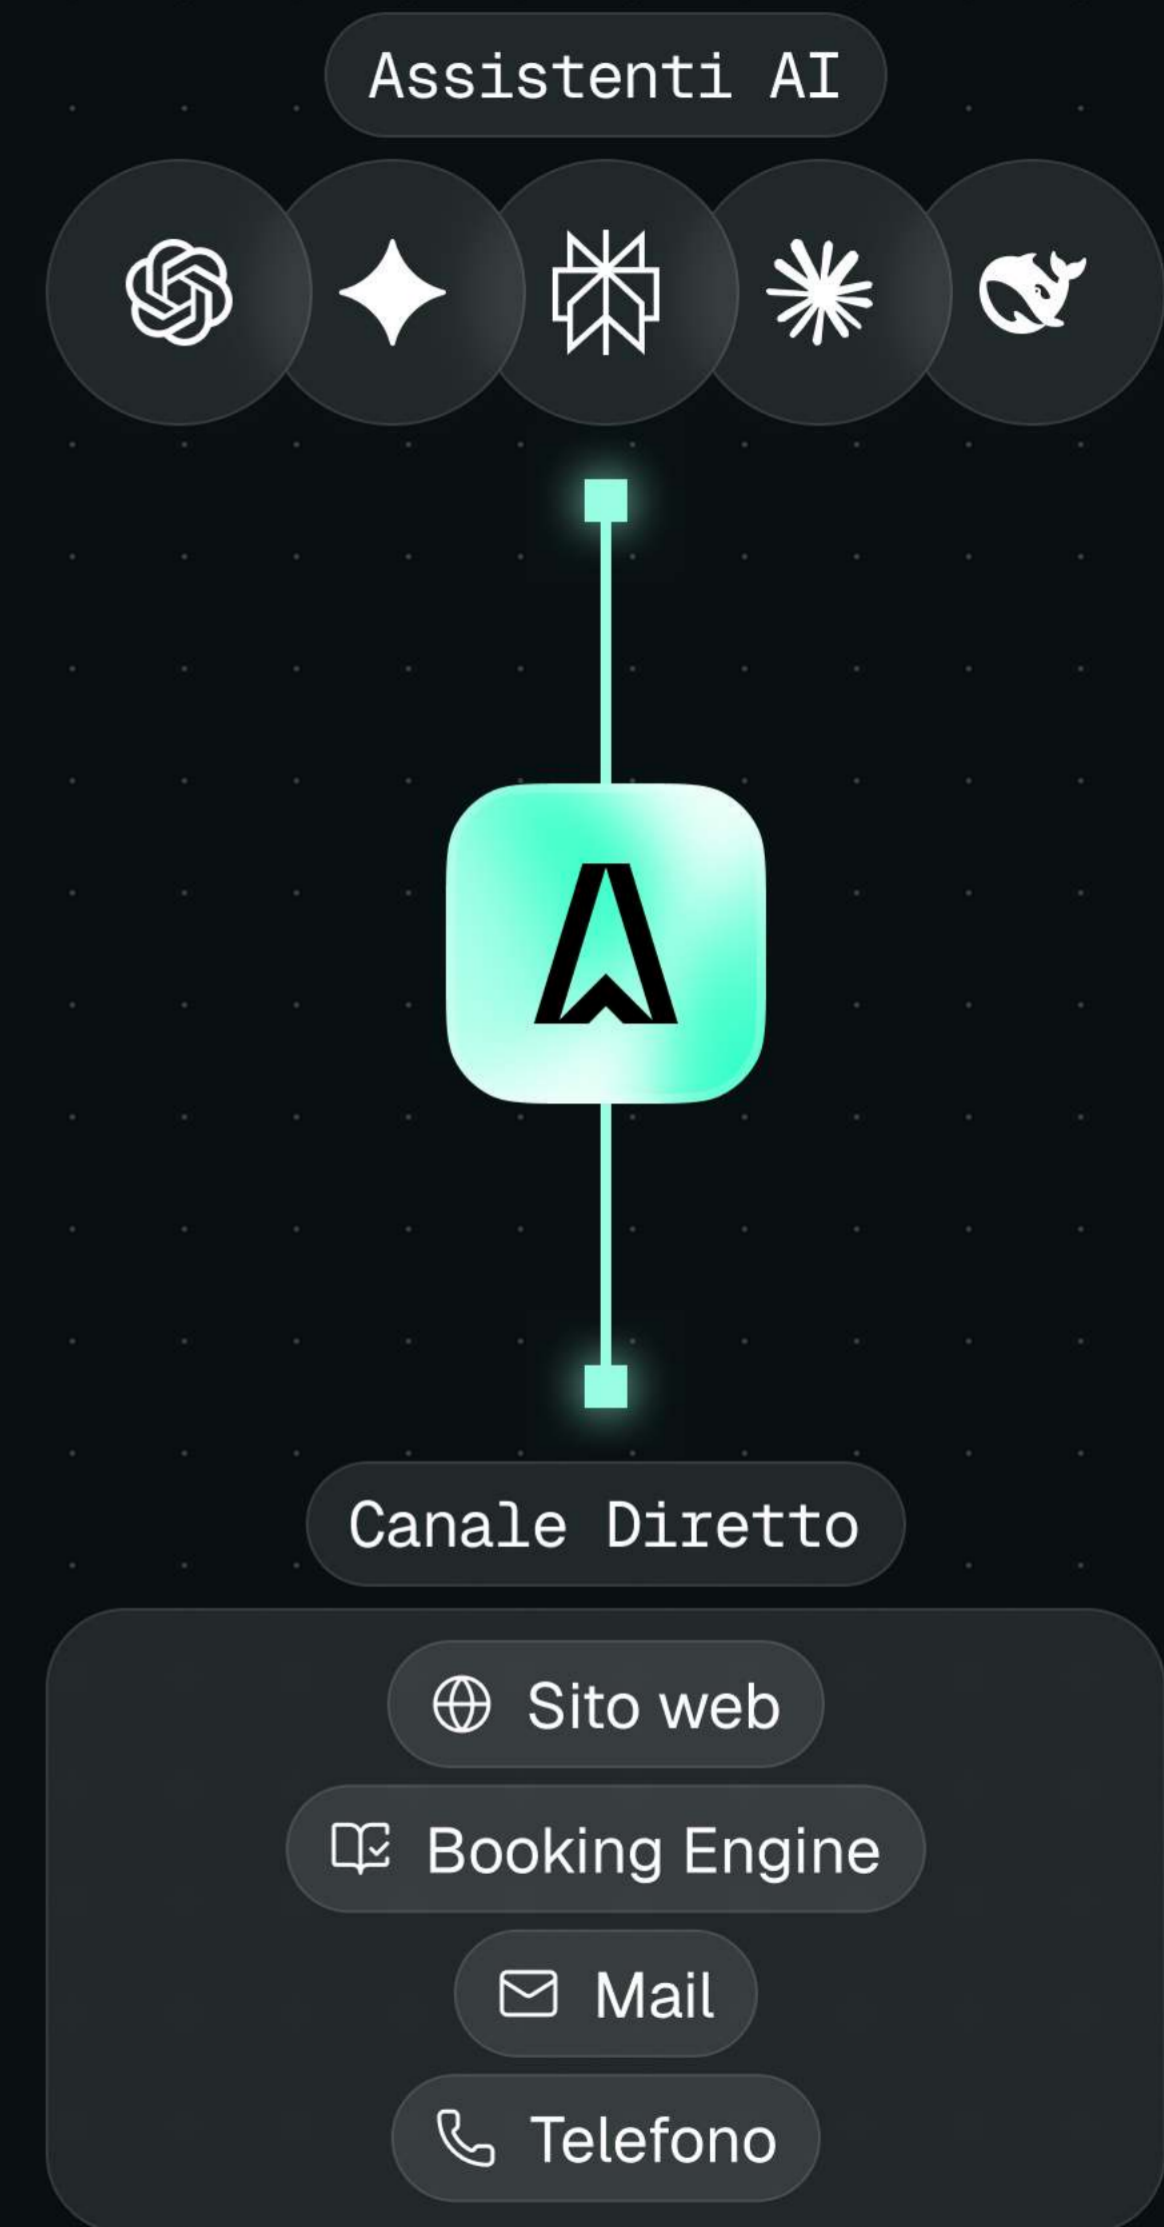 Assistenti AI
Canale Diretto
Sito web
Booking Engine
Mail
Telefono